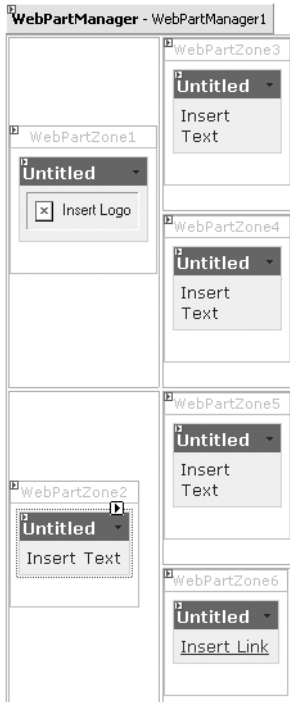 WebPartManager - WebPartManager1
WebPartZone1
Untitled
Insert Logo
WebPartZone2
Untitled
Insert Text
WebPartZone3
Untitled
Insert
Text
WebPartZone4
Untitled
Insert
Text
WebPartZone5
Untitled
Insert
Text
WebPartZone6
Untitled
Insert Link